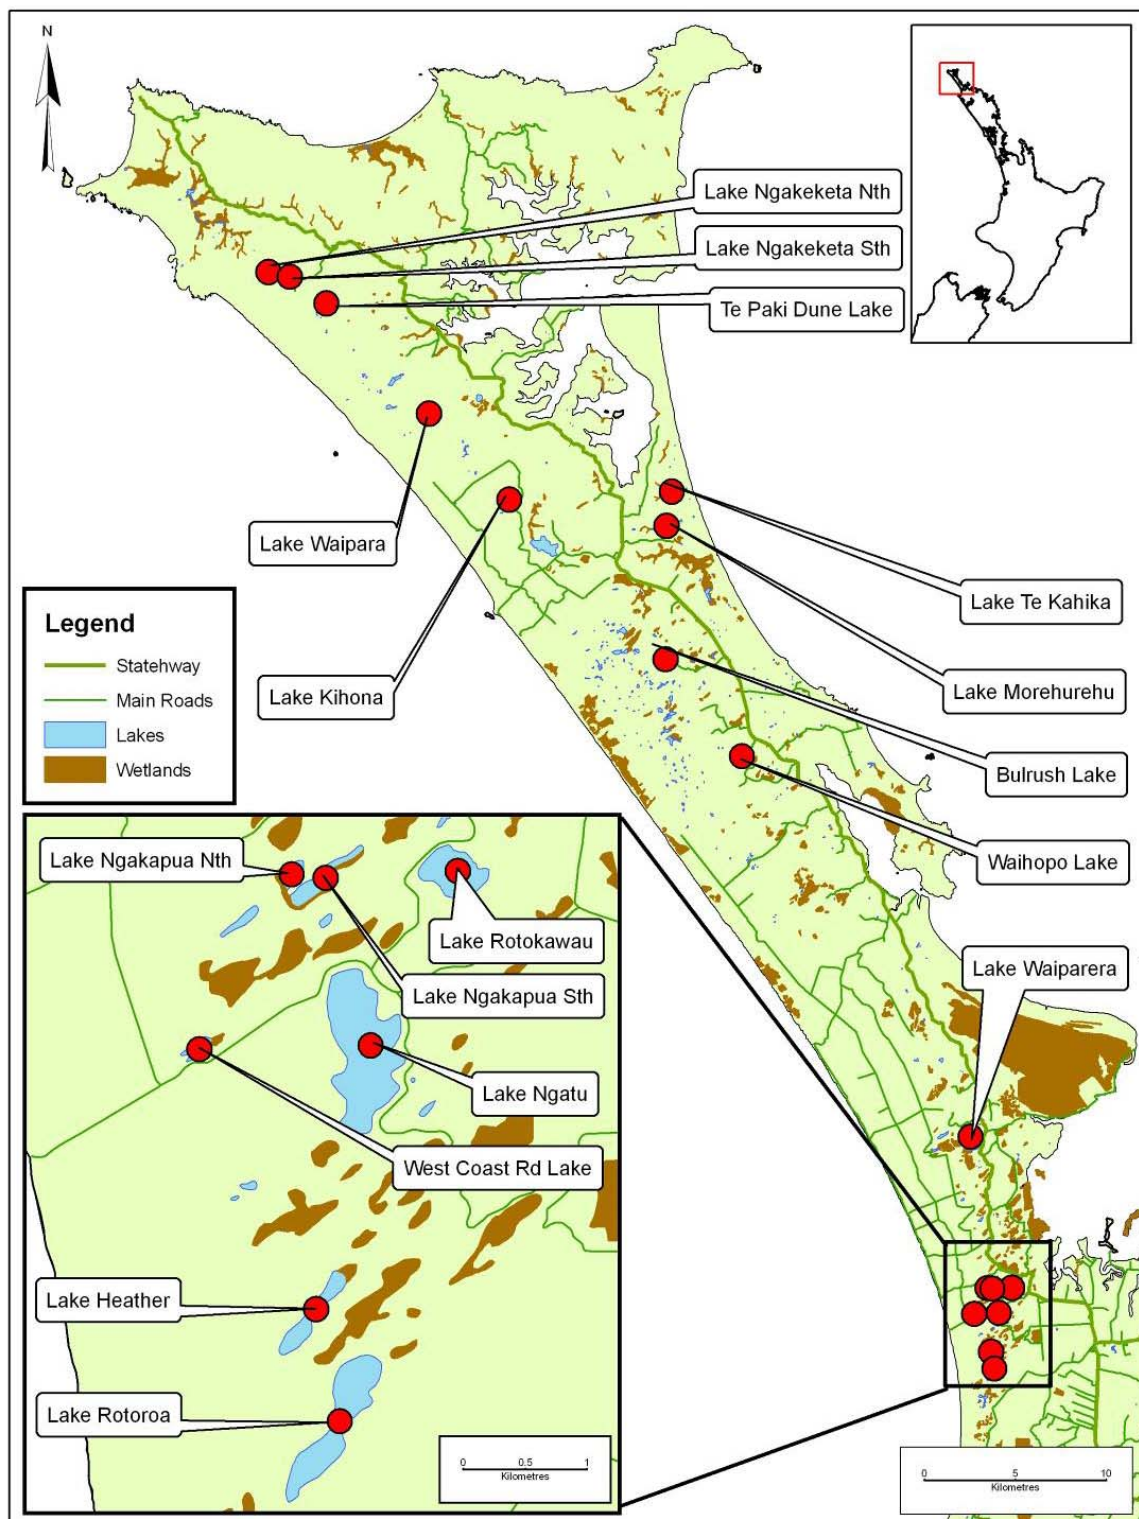 N
Lake Ngakeketa Nth
Lake Ngakeketa Sth
Te Paki Dune Lake
Lake Waipara
Lake Te Kahika
Legend
Statehway
Main Roads
Lakes
Wetlands
Lake Kihona
Lake Morehurehu
Bulrush Lake
Waihopo Lake
Lake Ngakapua Nth
Lake Rotokawau
Lake Waiparera
Lake Ngakapua Sth
Lake Ngatu
West Coast Rd Lake
Lake Heather
Lake Rotoroa
0 0.5 1
Kilometres
0 5 10
Kilometres